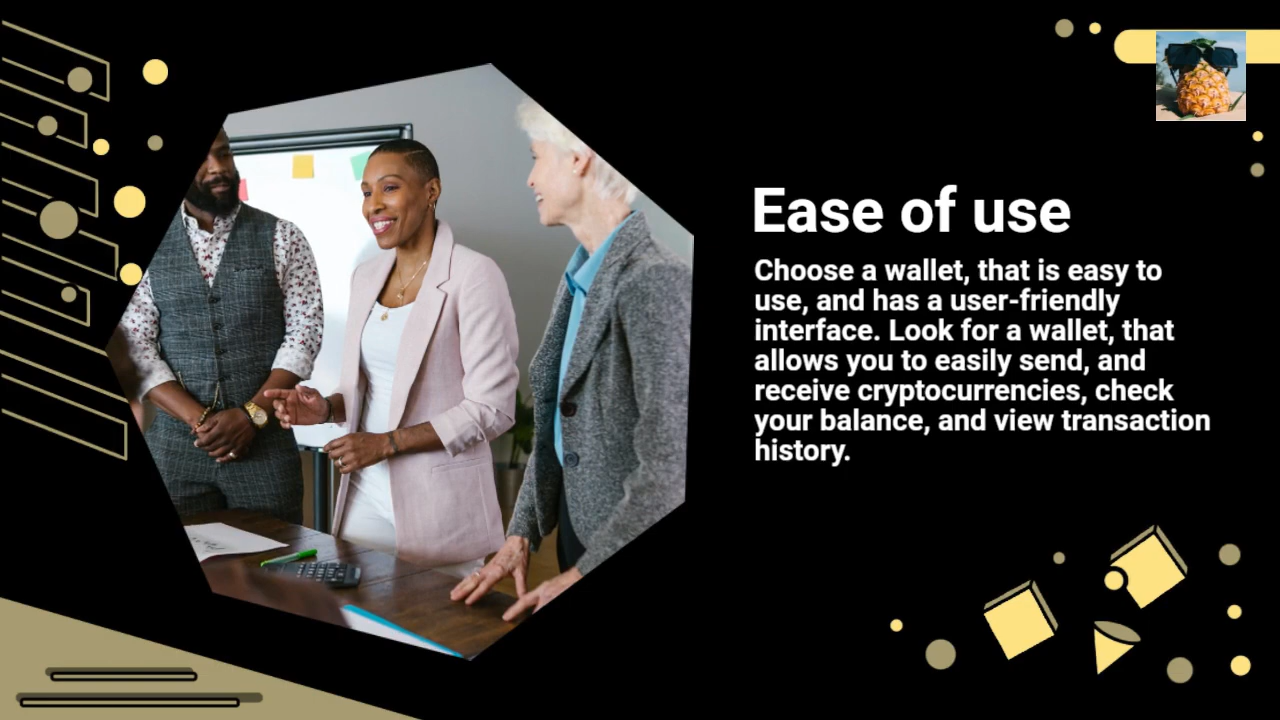 Ease of use
Choose a wallet, that is easy to
use, and has a user-friendly
interface. Look for a wallet, that
allows you to easily send, and
receive cryptocurrencies, check
your balance, and view transaction
history.